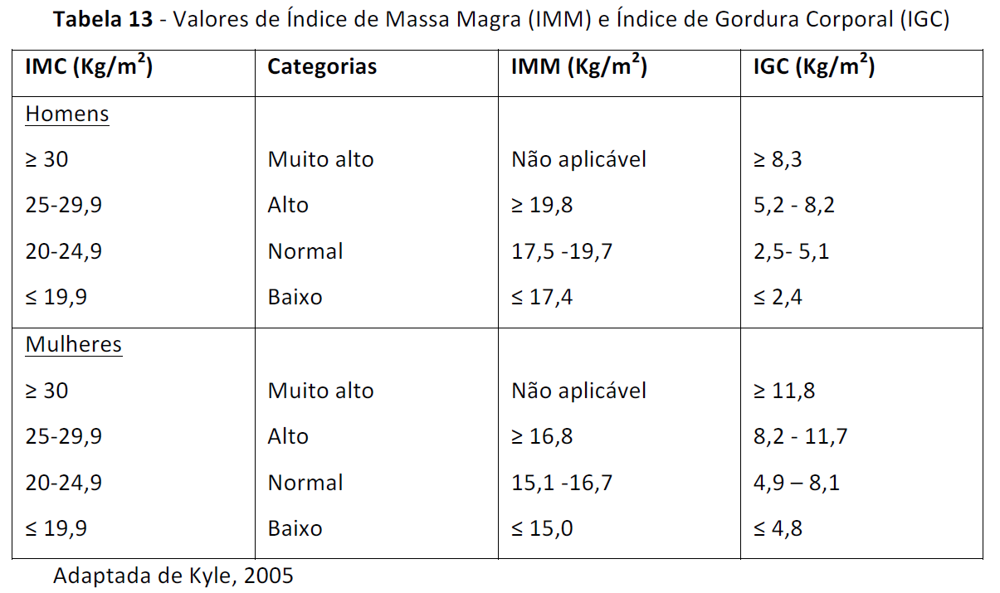 Tabela 13 - Valores de Índice de Massa Magra (IMM) e Índice de Gordura Corporal (IGC)
IMC (Kg/m²) Categorias IMM (Kg/m²) IGC (Kg/m²)
Homens
≥ 30 Muito alto Não aplicável ≥ 8,3
25-29,9 Alto ≥ 19,8 5,2 - 8,2
20-24,9 Normal 17,5 -19,7 2,5- 5,1
≤ 19,9 Baixo ≤ 17,4 ≤ 2,4
Mulheres
≥ 30 Muito alto Não aplicável ≥ 11,8
25-29,9 Alto ≥ 16,8 8,2 - 11,7
20-24,9 Normal 15,1 -16,7 4,9 – 8,1
≤ 19,9 Baixo ≤ 15,0 ≤ 4,8
Adaptada de Kyle, 2005